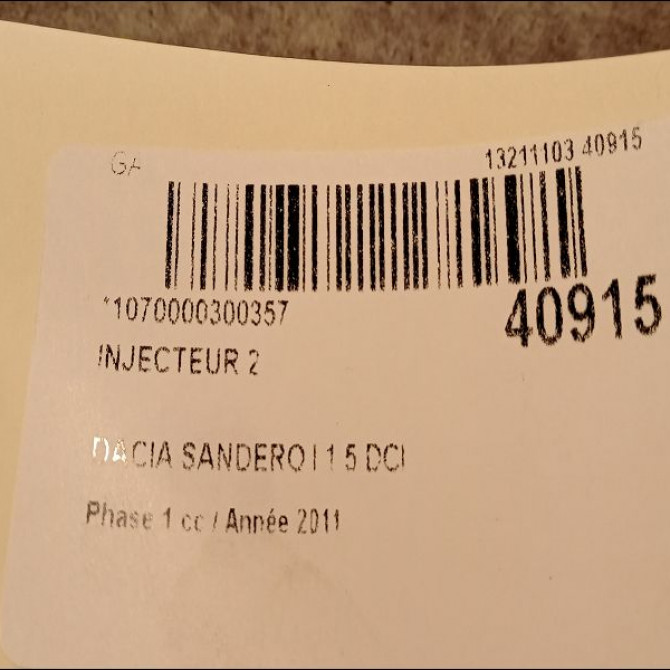 GA
13211103 40915
*1070000300357
40915
INJECTEUR 2
DACIA SANDERO I 1 5 DCI
Phase 1 cc / Année 2011